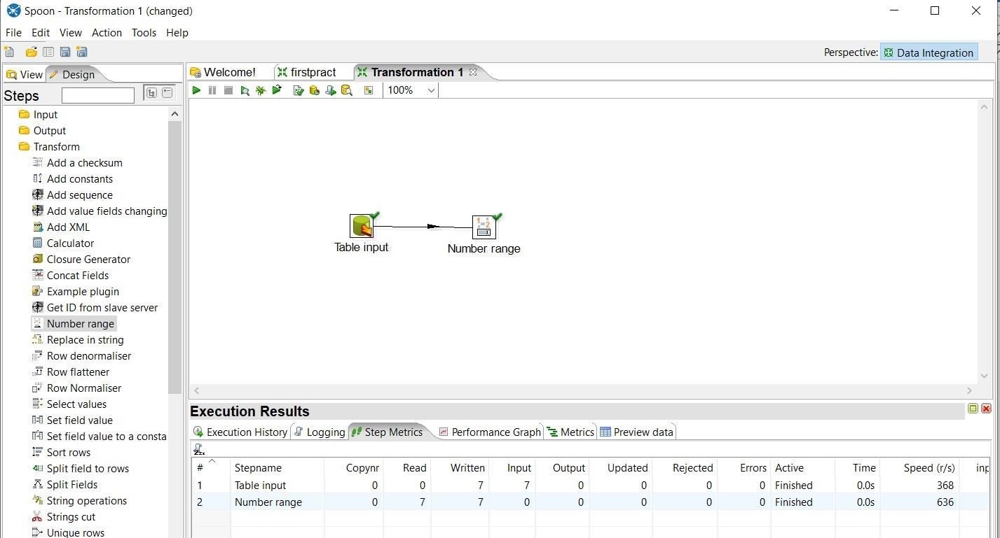 Spoon - Transformation 1 (changed)
File Edit View Action Tools Help
Perspective: Data Integration
View Design
Steps
Input
Output
Transform
Add a checksum
Add constants
Add sequence
Add value fields changing
Add XML
Calculator
Closure Generator
Concat Fields
Example plugin
Get ID from slave server
Number range
Replace in string
Row denormaliser
Row flattener
Row Normaliser
Select values
Set field value
Set field value to a consta
Sort rows
Split field to rows
Split Fields
String operations
Strings cut
Unique rows
Welcome! firstpract Transformation 1
100%
Table input
Number range
Execution Results
Execution History Logging Step Metrics Performance Graph Metrics Preview data
# Stepname Copynr Read Written Input Output Updated Rejected Errors Active Time Speed (r/s) inp
1 Table input 0 0 7 7 0 0 0 0 Finished 0.0s 368
2 Number range 0 7 7 0 0 0 0 0 Finished 0.0s 636